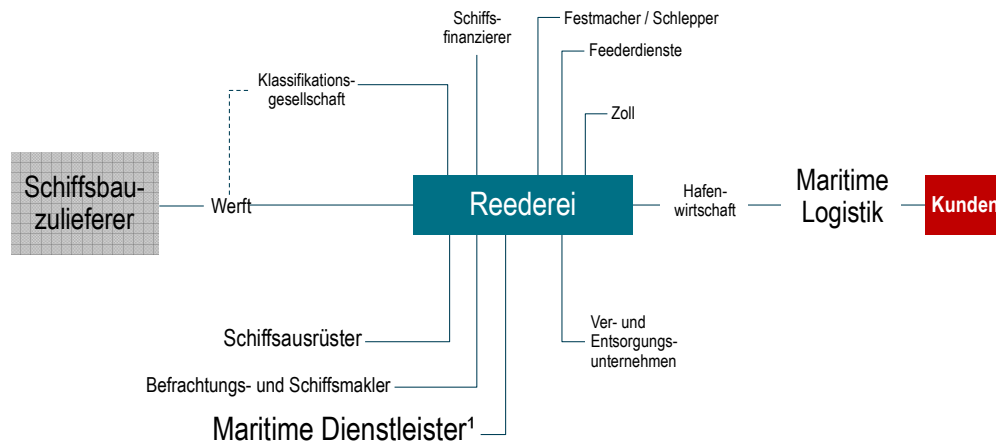 Schiffs-
finanzierer
Festmacher / Schlepper
Feederdienste
Klassifikations-
gesellschaft
Zoll
Schiffsbau-
zulieferer
Werft
Reederei
Hafen-
wirtschaft
Maritime
Logistik
Kunden
Schiffsausrüster
Ver- und
Entsorgungs-
unternehmen
Befrachtungs- und Schiffsmakler
Maritime Dienstleister¹